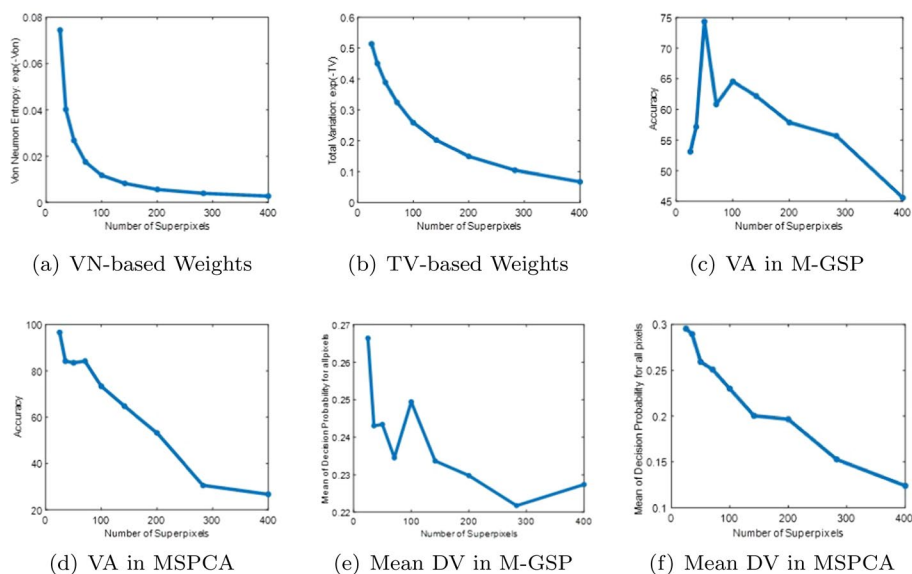 Von Neumon Entropy: exp(-Von)
0.08
0.06
0.04
0.02
0
0 100 200 300 400
Number of Superpixels
(a) VN-based Weights
Total Variation: exp(-TV)
0.6
0.5
0.4
0.3
0.2
0.1
0
0 100 200 300 400
Number of Superpixels
(b) TV-based Weights
Accuracy
75
70
65
60
55
50
45
0 100 200 300 400
Number of Superpixels
(c) VA in M-GSP
Accuracy
100
80
60
40
20
0 100 200 300 400
Number of Superpixels
(d) VA in MSPCA
Mean of Decision Probability for all pixels
0.27
0.26
0.25
0.24
0.23
0.22
0 100 200 300 400
Number of Superpixels
(e) Mean DV in M-GSP
Mean of Decision Probability for all pixels
0.3
0.25
0.2
0.15
0.1
0 100 200 300 400
Number of Superpixels
(f) Mean DV in MSPCA